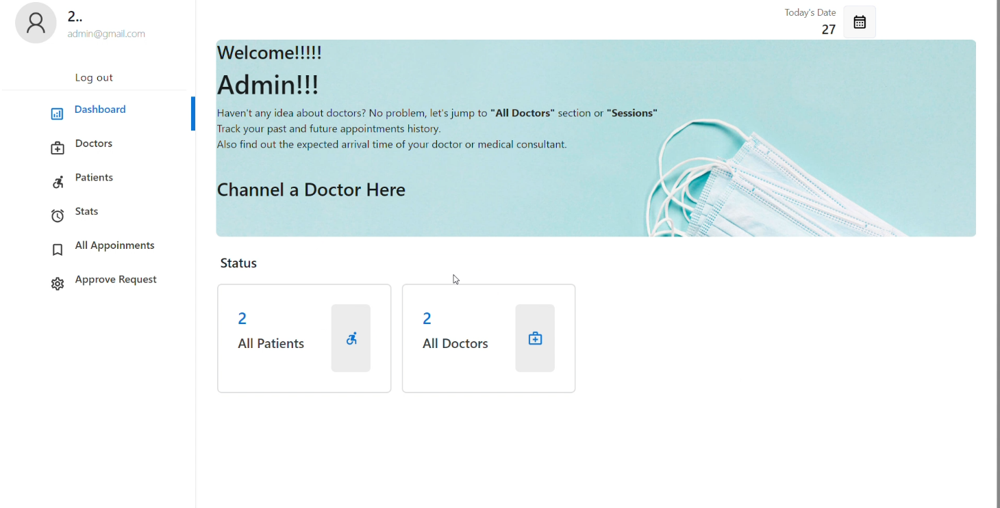 2..
admin@gmail.com
Log out
Dashboard
Doctors
Patients
Stats
All Appoinments
Approve Request
Today's Date
27
Welcome!!!!!
Admin!!!
Haven't any idea about doctors? No problem, let's jump to "All Doctors" section or "Sessions"
Track your past and future appointments history.
Also find out the expected arrival time of your doctor or medical consultant.
Channel a Doctor Here
Status
2
All Patients
2
All Doctors